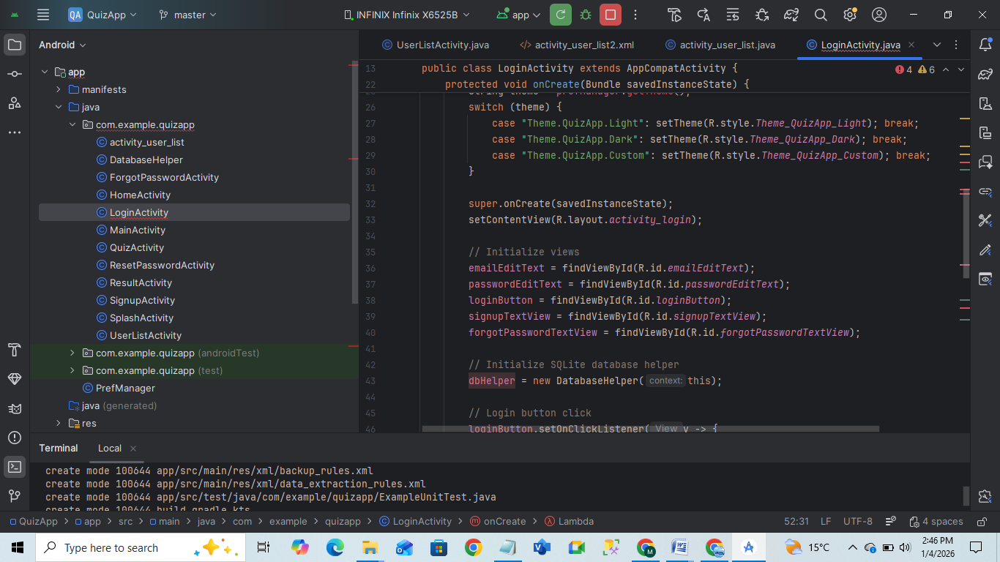 QA QuizApp master INFINIX Infinix X6525B app
Android
UserListActivity.java activity_user_list2.xml activity_user_list.java LoginActivity.java
app
manifests
java
com.example.quizapp
activity_user_list
DatabaseHelper
ForgotPasswordActivity
HomeActivity
LoginActivity
MainActivity
QuizActivity
ResetPasswordActivity
ResultActivity
SignupActivity
SplashActivity
UserListActivity
com.example.quizapp (androidTest)
com.example.quizapp (test)
PrefManager
java (generated)
res
4 6
13 public class LoginActivity extends AppCompatActivity {
22 protected void onCreate(Bundle savedInstanceState) {
String theme = prefManager.getTheme();
26 switch (theme) {
27 case "Theme.QuizApp.Light": setTheme(R.style.Theme_QuizApp_Light); break;
28 case "Theme.QuizApp.Dark": setTheme(R.style.Theme_QuizApp_Dark); break;
29 case "Theme.QuizApp.Custom": setTheme(R.style.Theme_QuizApp_Custom); break;
30 }
31
32 super.onCreate(savedInstanceState);
33 setContentView(R.layout.activity_login);
34
35 // Initialize views
36 emailEditText = findViewById(R.id.emailEditText);
37 passwordEditText = findViewById(R.id.passwordEditText);
38 loginButton = findViewById(R.id.loginButton);
39 signupTextView = findViewById(R.id.signupTextView);
40 forgotPasswordTextView = findViewById(R.id.forgotPasswordTextView);
41
42 // Initialize SQLite database helper
43 dbHelper = new DatabaseHelper( context: this);
44
45 // Login button click
46 loginButton.setOnClickListener( View v -> {
Terminal Local
create mode 100644 app/src/main/res/xml/backup_rules.xml
create mode 100644 app/src/main/res/xml/data_extraction_rules.xml
create mode 100644 app/src/test/java/com/example/quizapp/ExampleUnitTest.java
create mode 100644 build.gradle.kts
QuizApp > app > src > main > java > com > example > quizapp > LoginActivity > onCreate > Lambda 52:31 LF UTF-8 4 spaces
Type here to search 15°C 2:46 PM
1/4/2026